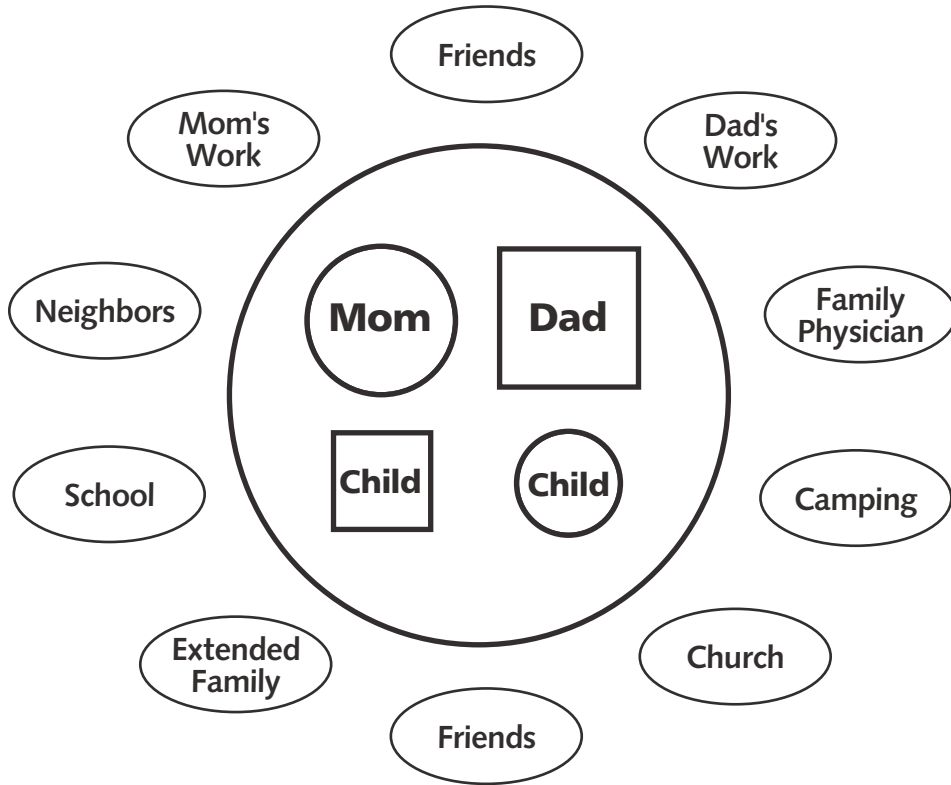 Friends
Mom's
Work
Dad's
Work
Neighbors
Mom
Dad
Family
Physician
School
Child
Child
Camping
Extended
Family
Church
Friends